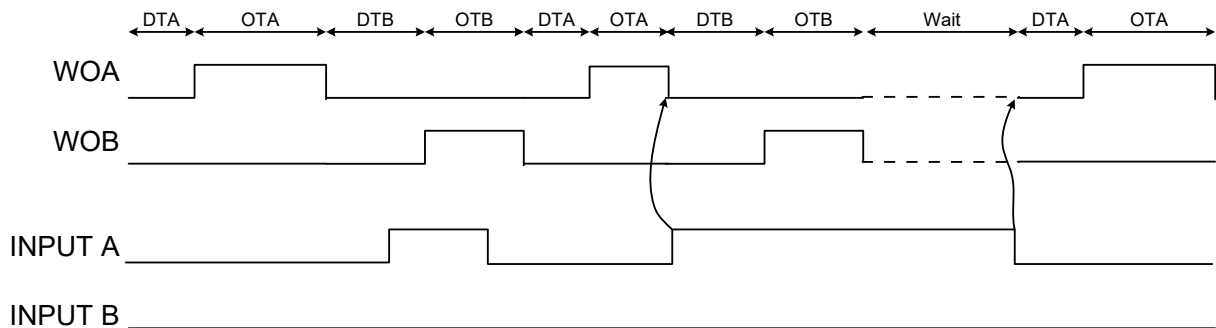 DTA OTA DTB OTB DTA OTA DTB OTB Wait DTA OTA
WOA
WOB
INPUT A
INPUT B